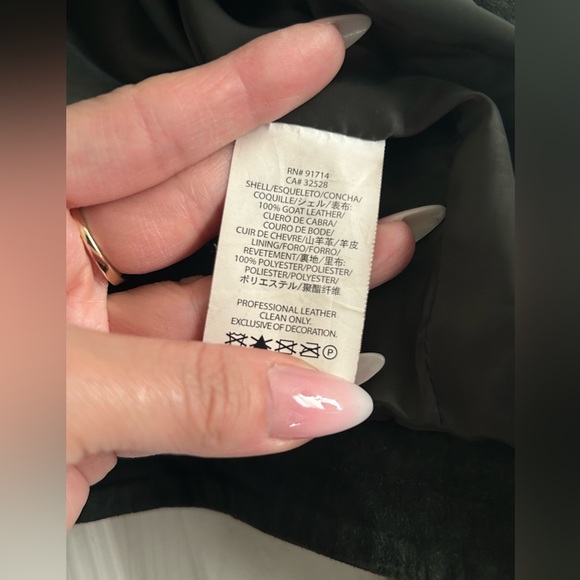 RN# 91714
CA# 32528
SHELL/ESQUELETO/CONCHA/
COQUILLE/シェル/表布:
100% GOAT LEATHER/
CUERO DE CABRA/
COURO DE BODE/
CUIR DE CHEVRE/山羊革/羊皮
LINING/FORO/FORRO/
REVETEMENT/裏地/里布:
100% POLYESTER/POLIESTER/
POLIESTER/POLYESTER/
ポリエステル/聚酯纤维
PROFESSIONAL LEATHER
CLEAN ONLY.
EXCLUSIVE OF DECORATION.
P